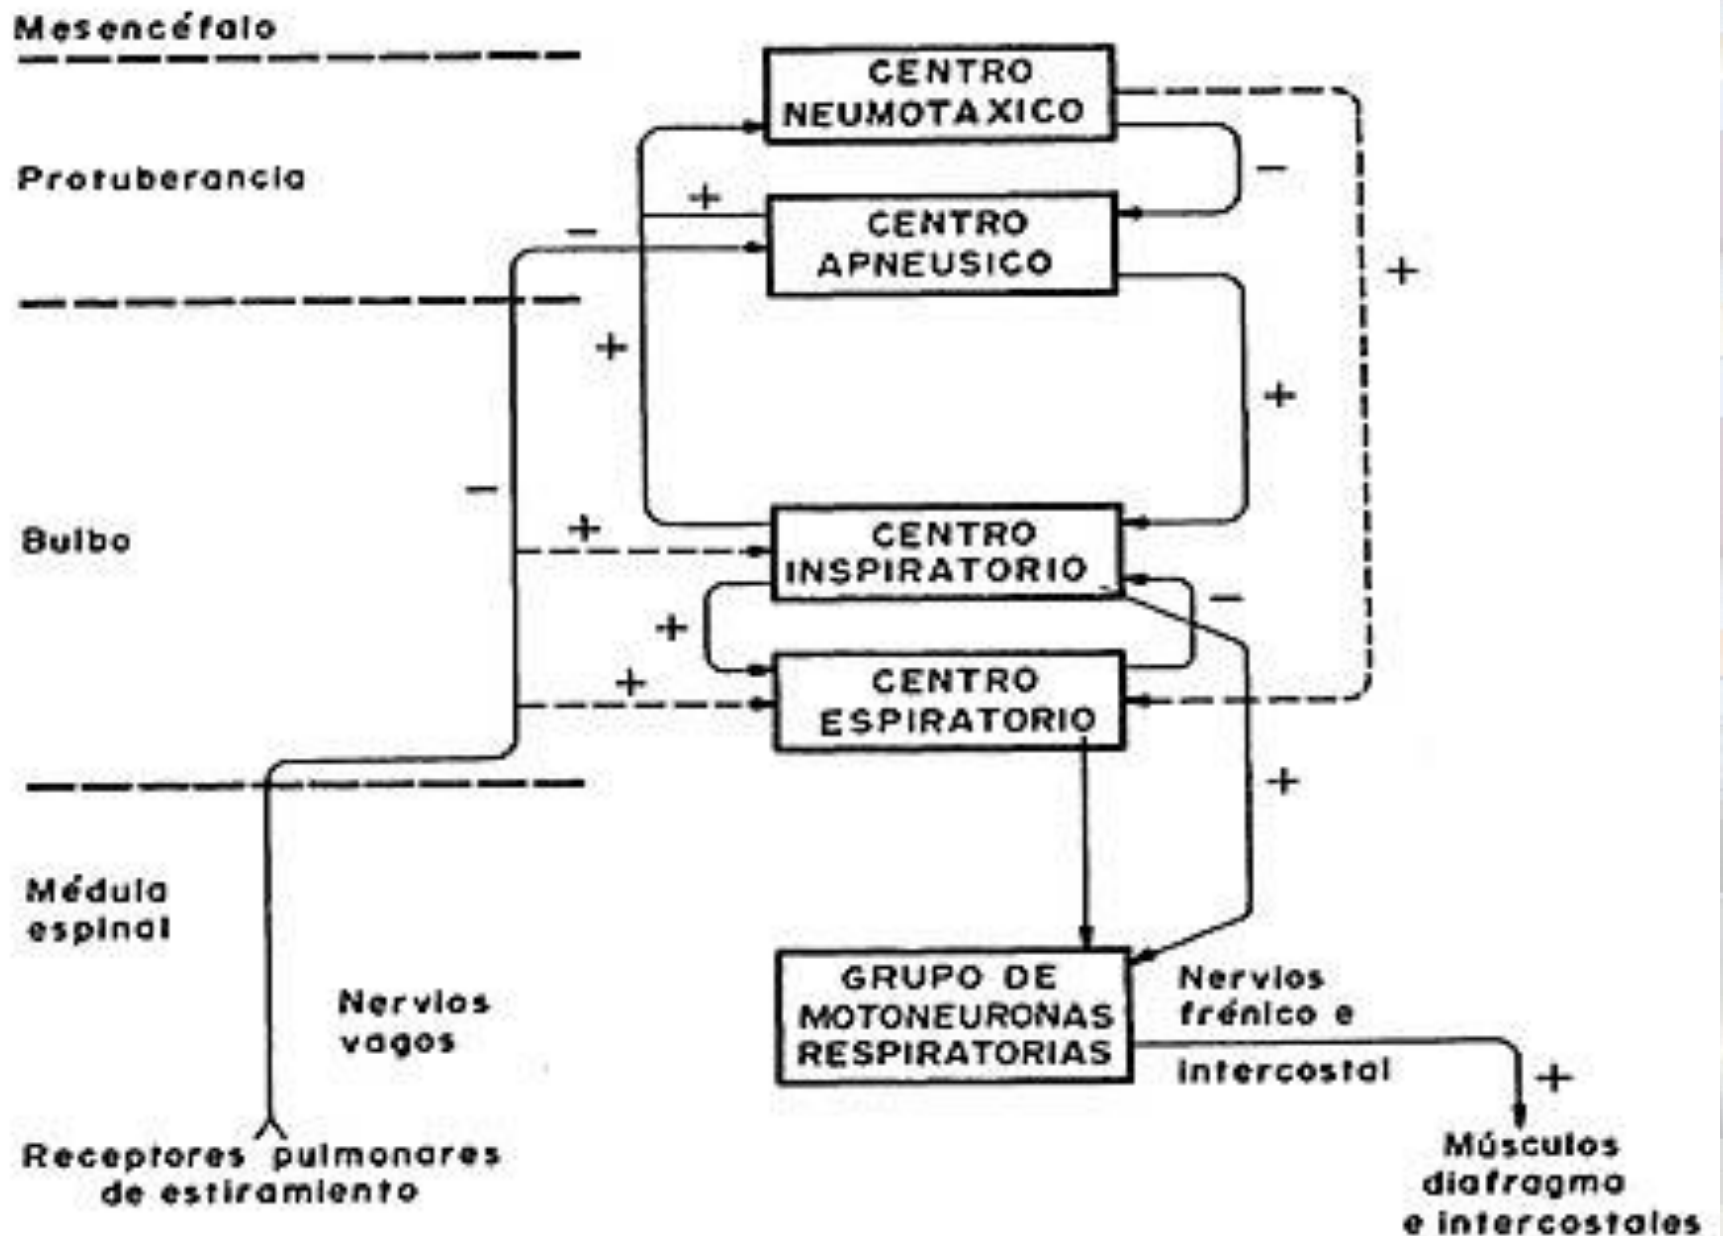 Mesencéfalo
CENTRO
NEUMOTAXICO
-
Protuberancia
+
CENTRO
APNEUSICO
-
+
+
+
-
Bulbo
+
CENTRO
INSPIRATORIO
-
+
+
CENTRO
ESPIRATORIO
+
Médula
espinal
Nervios
vagos
GRUPO DE
MOTONEURONAS
RESPIRATORIAS
Nervios
frénico e
intercostal
+
Receptores pulmonares
de estiramiento
Músculos
diafragma
e intercostales